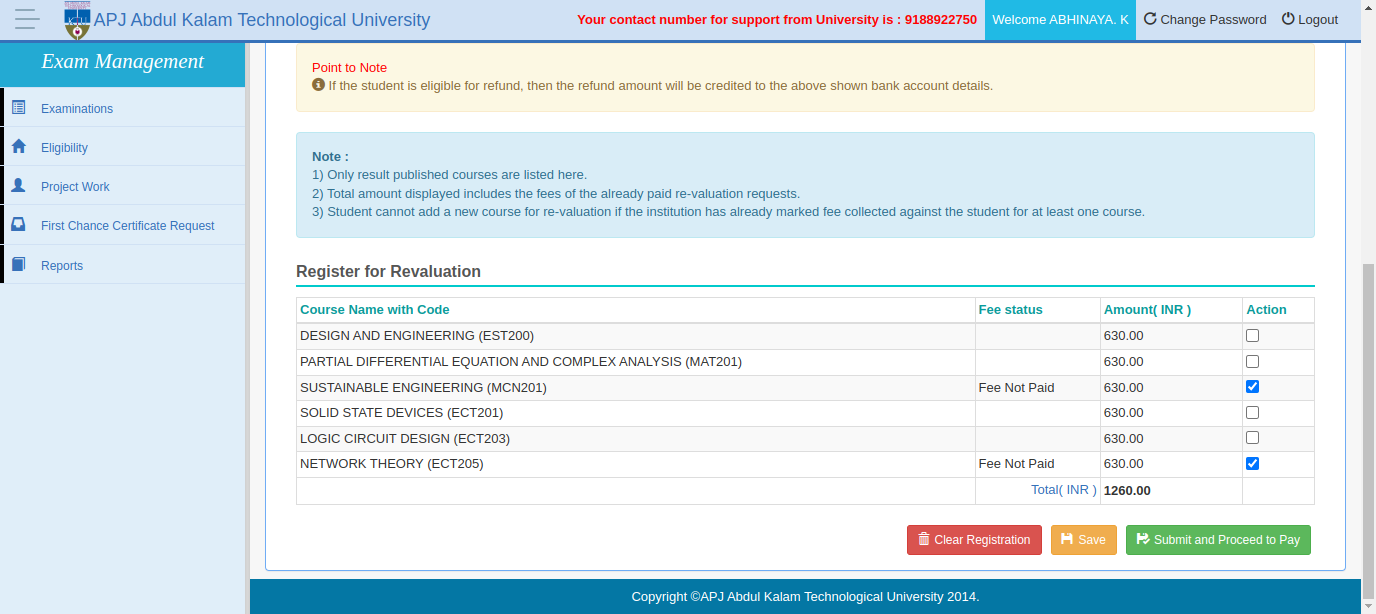 APJ Abdul Kalam Technological University
Your contact number for support from University is : 9188922750
Welcome ABHINAYA. K
Change Password
Logout
Exam Management
Examinations
Eligibility
Project Work
First Chance Certificate Request
Reports
Point to Note
If the student is eligible for refund, then the refund amount will be credited to the above shown bank account details.
Note :
1) Only result published courses are listed here.
2) Total amount displayed includes the fees of the already paid re-valuation requests.
3) Student cannot add a new course for re-valuation if the institution has already marked fee collected against the student for at least one course.
Register for Revaluation
Course Name with Code Fee status Amount( INR ) Action
DESIGN AND ENGINEERING (EST200) 630.00
PARTIAL DIFFERENTIAL EQUATION AND COMPLEX ANALYSIS (MAT201) 630.00
SUSTAINABLE ENGINEERING (MCN201) Fee Not Paid 630.00
SOLID STATE DEVICES (ECT201) 630.00
LOGIC CIRCUIT DESIGN (ECT203) 630.00
NETWORK THEORY (ECT205) Fee Not Paid 630.00
Total( INR ) 1260.00
Clear Registration Save Submit and Proceed to Pay
Copyright ©APJ Abdul Kalam Technological University 2014.